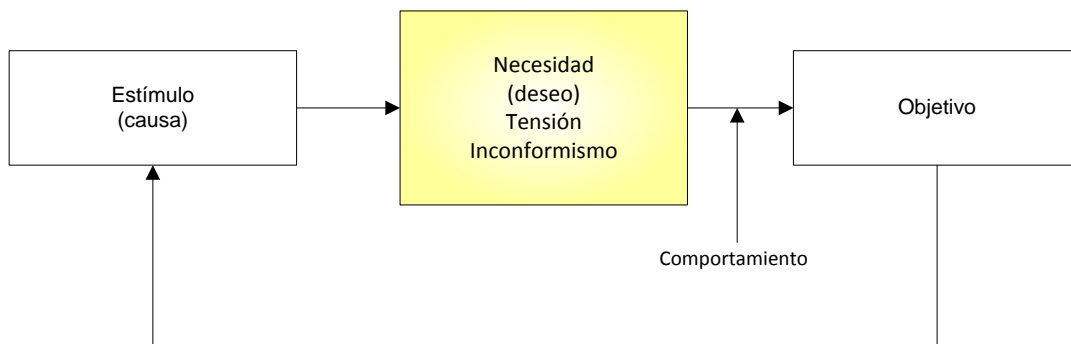 Estímulo
(causa)
Necesidad
(deseo)
Tensión
Inconformismo
Objetivo
Comportamiento